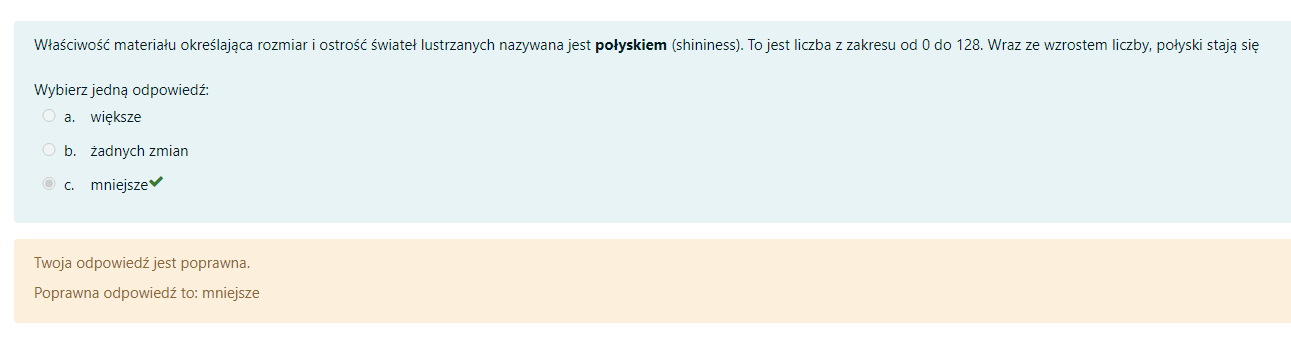 Właściwość materiału określająca rozmiar i ostrość świateł lustrzanych nazywana jest połyskiem (shininess). To jest liczba z zakresu od 0 do 128. Wraz ze wzrostem liczby, połyski stają się
Wybierz jedną odpowiedź:
a. większe
b. żadnych zmian
c. mniejsze
Twoja odpowiedź jest poprawna.
Poprawna odpowiedź to: mniejsze